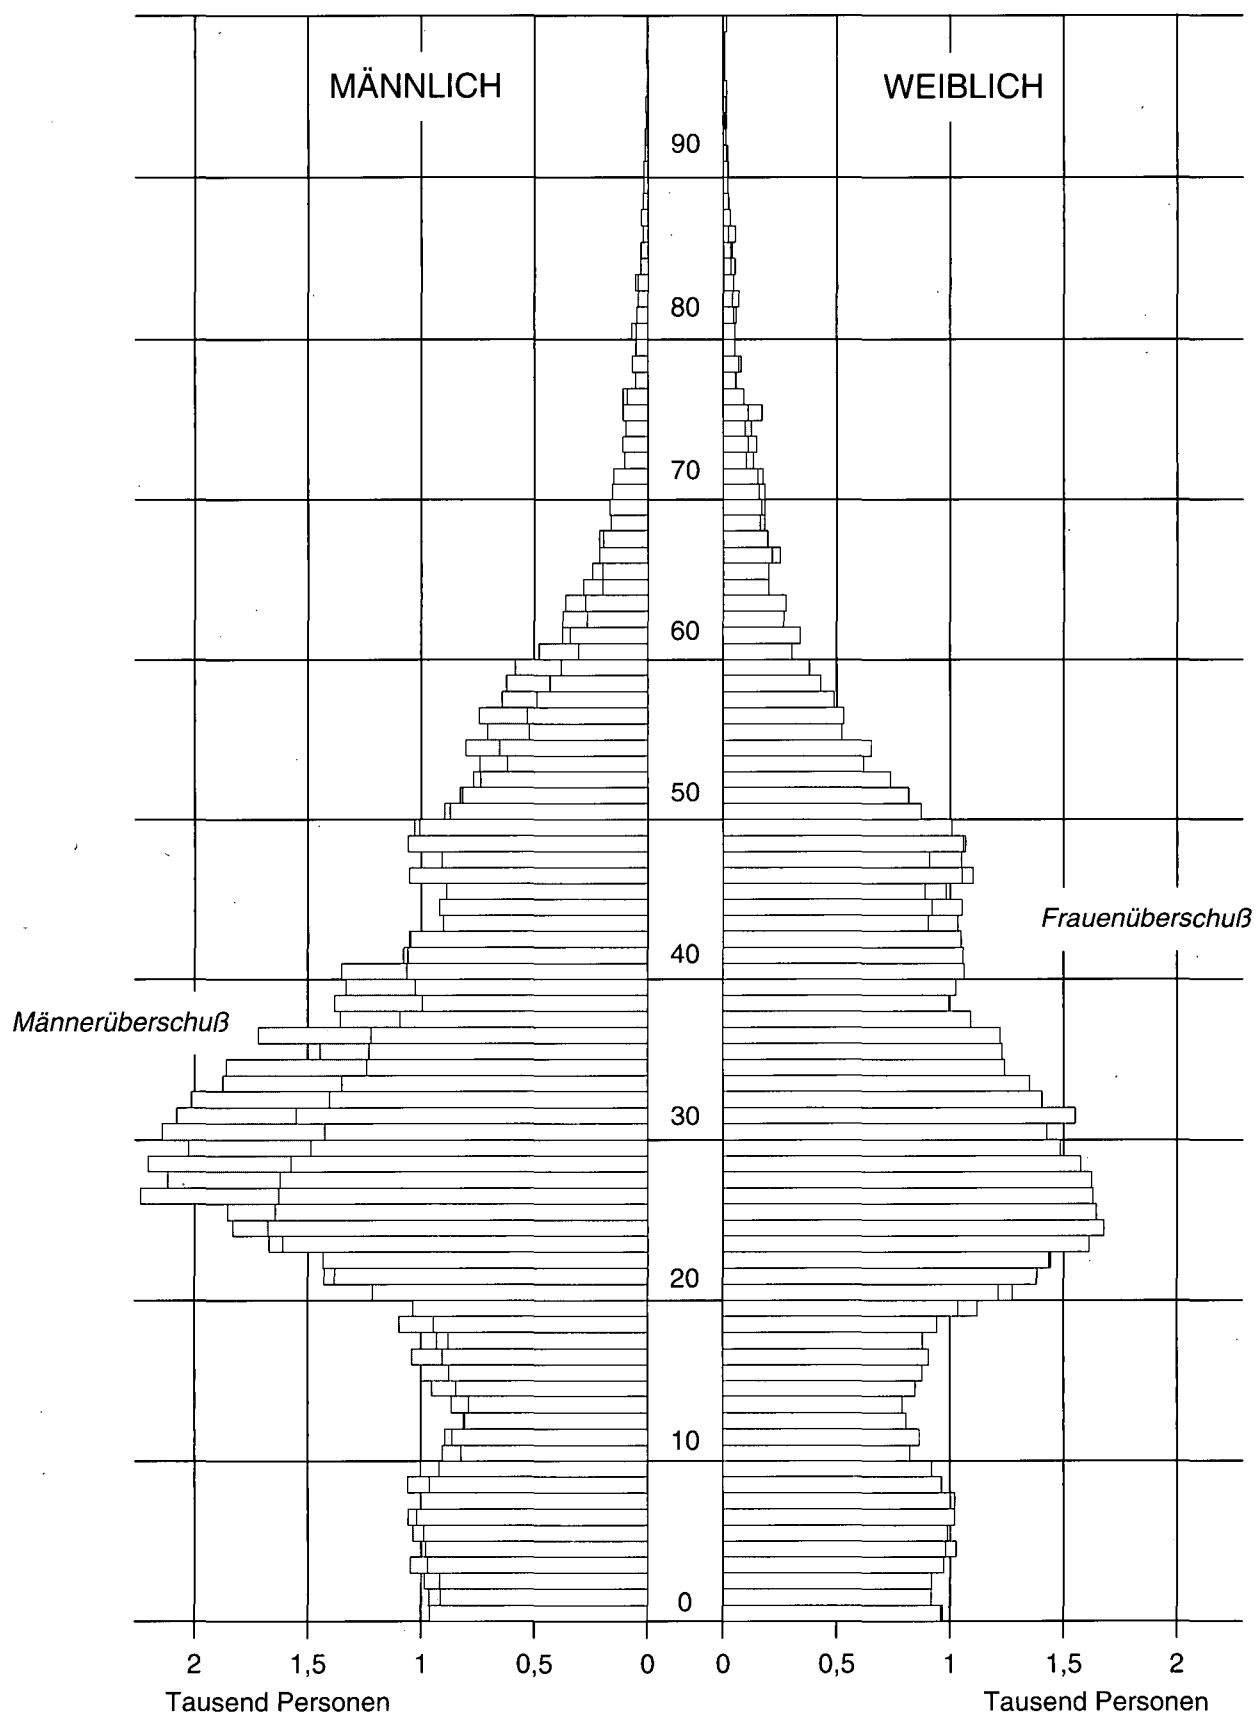 MÄNNLICH
WEIBLICH
90
80
70
60
50
Frauenüberschuß
40
Männerüberschuß
30
20
10
0
2 1,5 1 0,5 0 0 0,5 1 1,5 2
Tausend Personen Tausend Personen